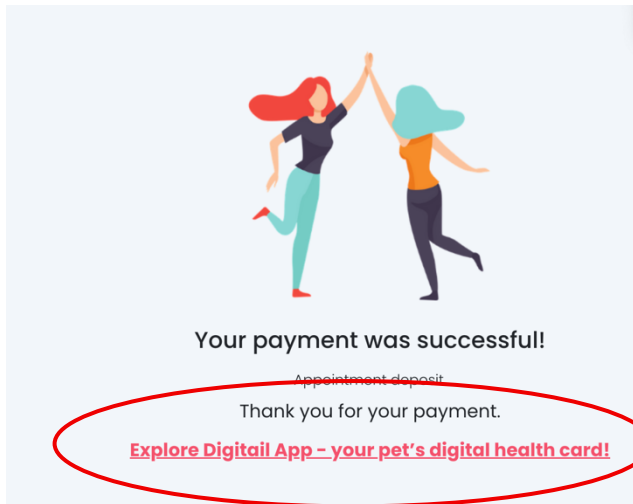 Your payment was successful!
Appointment deposit
Thank you for your payment.
Explore Digitail App - your pet's digital health card!